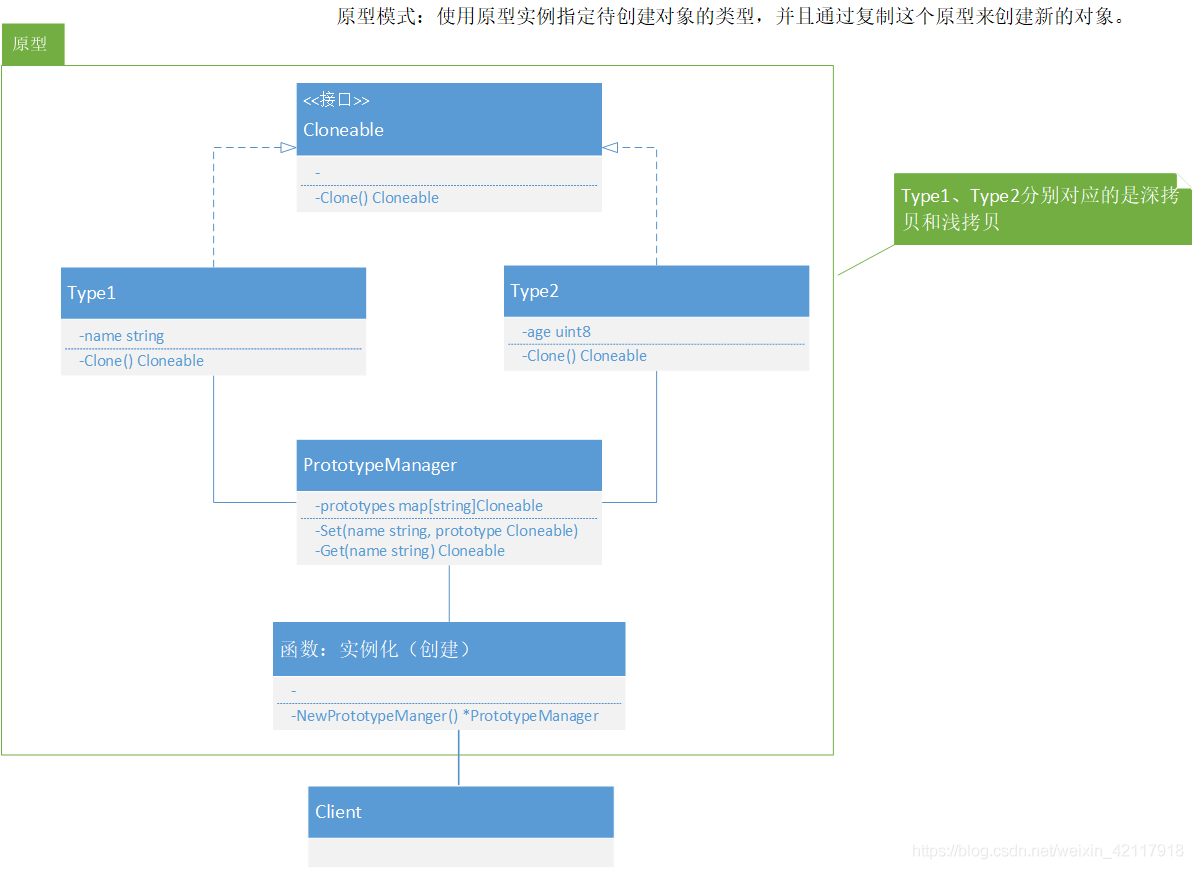 原型模式：使用原型实例指定待创建对象的类型，并且通过复制这个原型来创建新的对象。
原型
<<接口>>
Cloneable
-
-Clone() Cloneable
Type1、Type2分别对应的是深拷
贝和浅拷贝
Type1
-name string
-Clone() Cloneable
Type2
-age uint8
-Clone() Cloneable
PrototypeManager
-prototypes map[string]Cloneable
-Set(name string, prototype Cloneable)
-Get(name string) Cloneable
函数：实例化（创建）
-
-NewPrototypeManger() *PrototypeManager
Client
https://blog.csdn.net/weixin_42117918